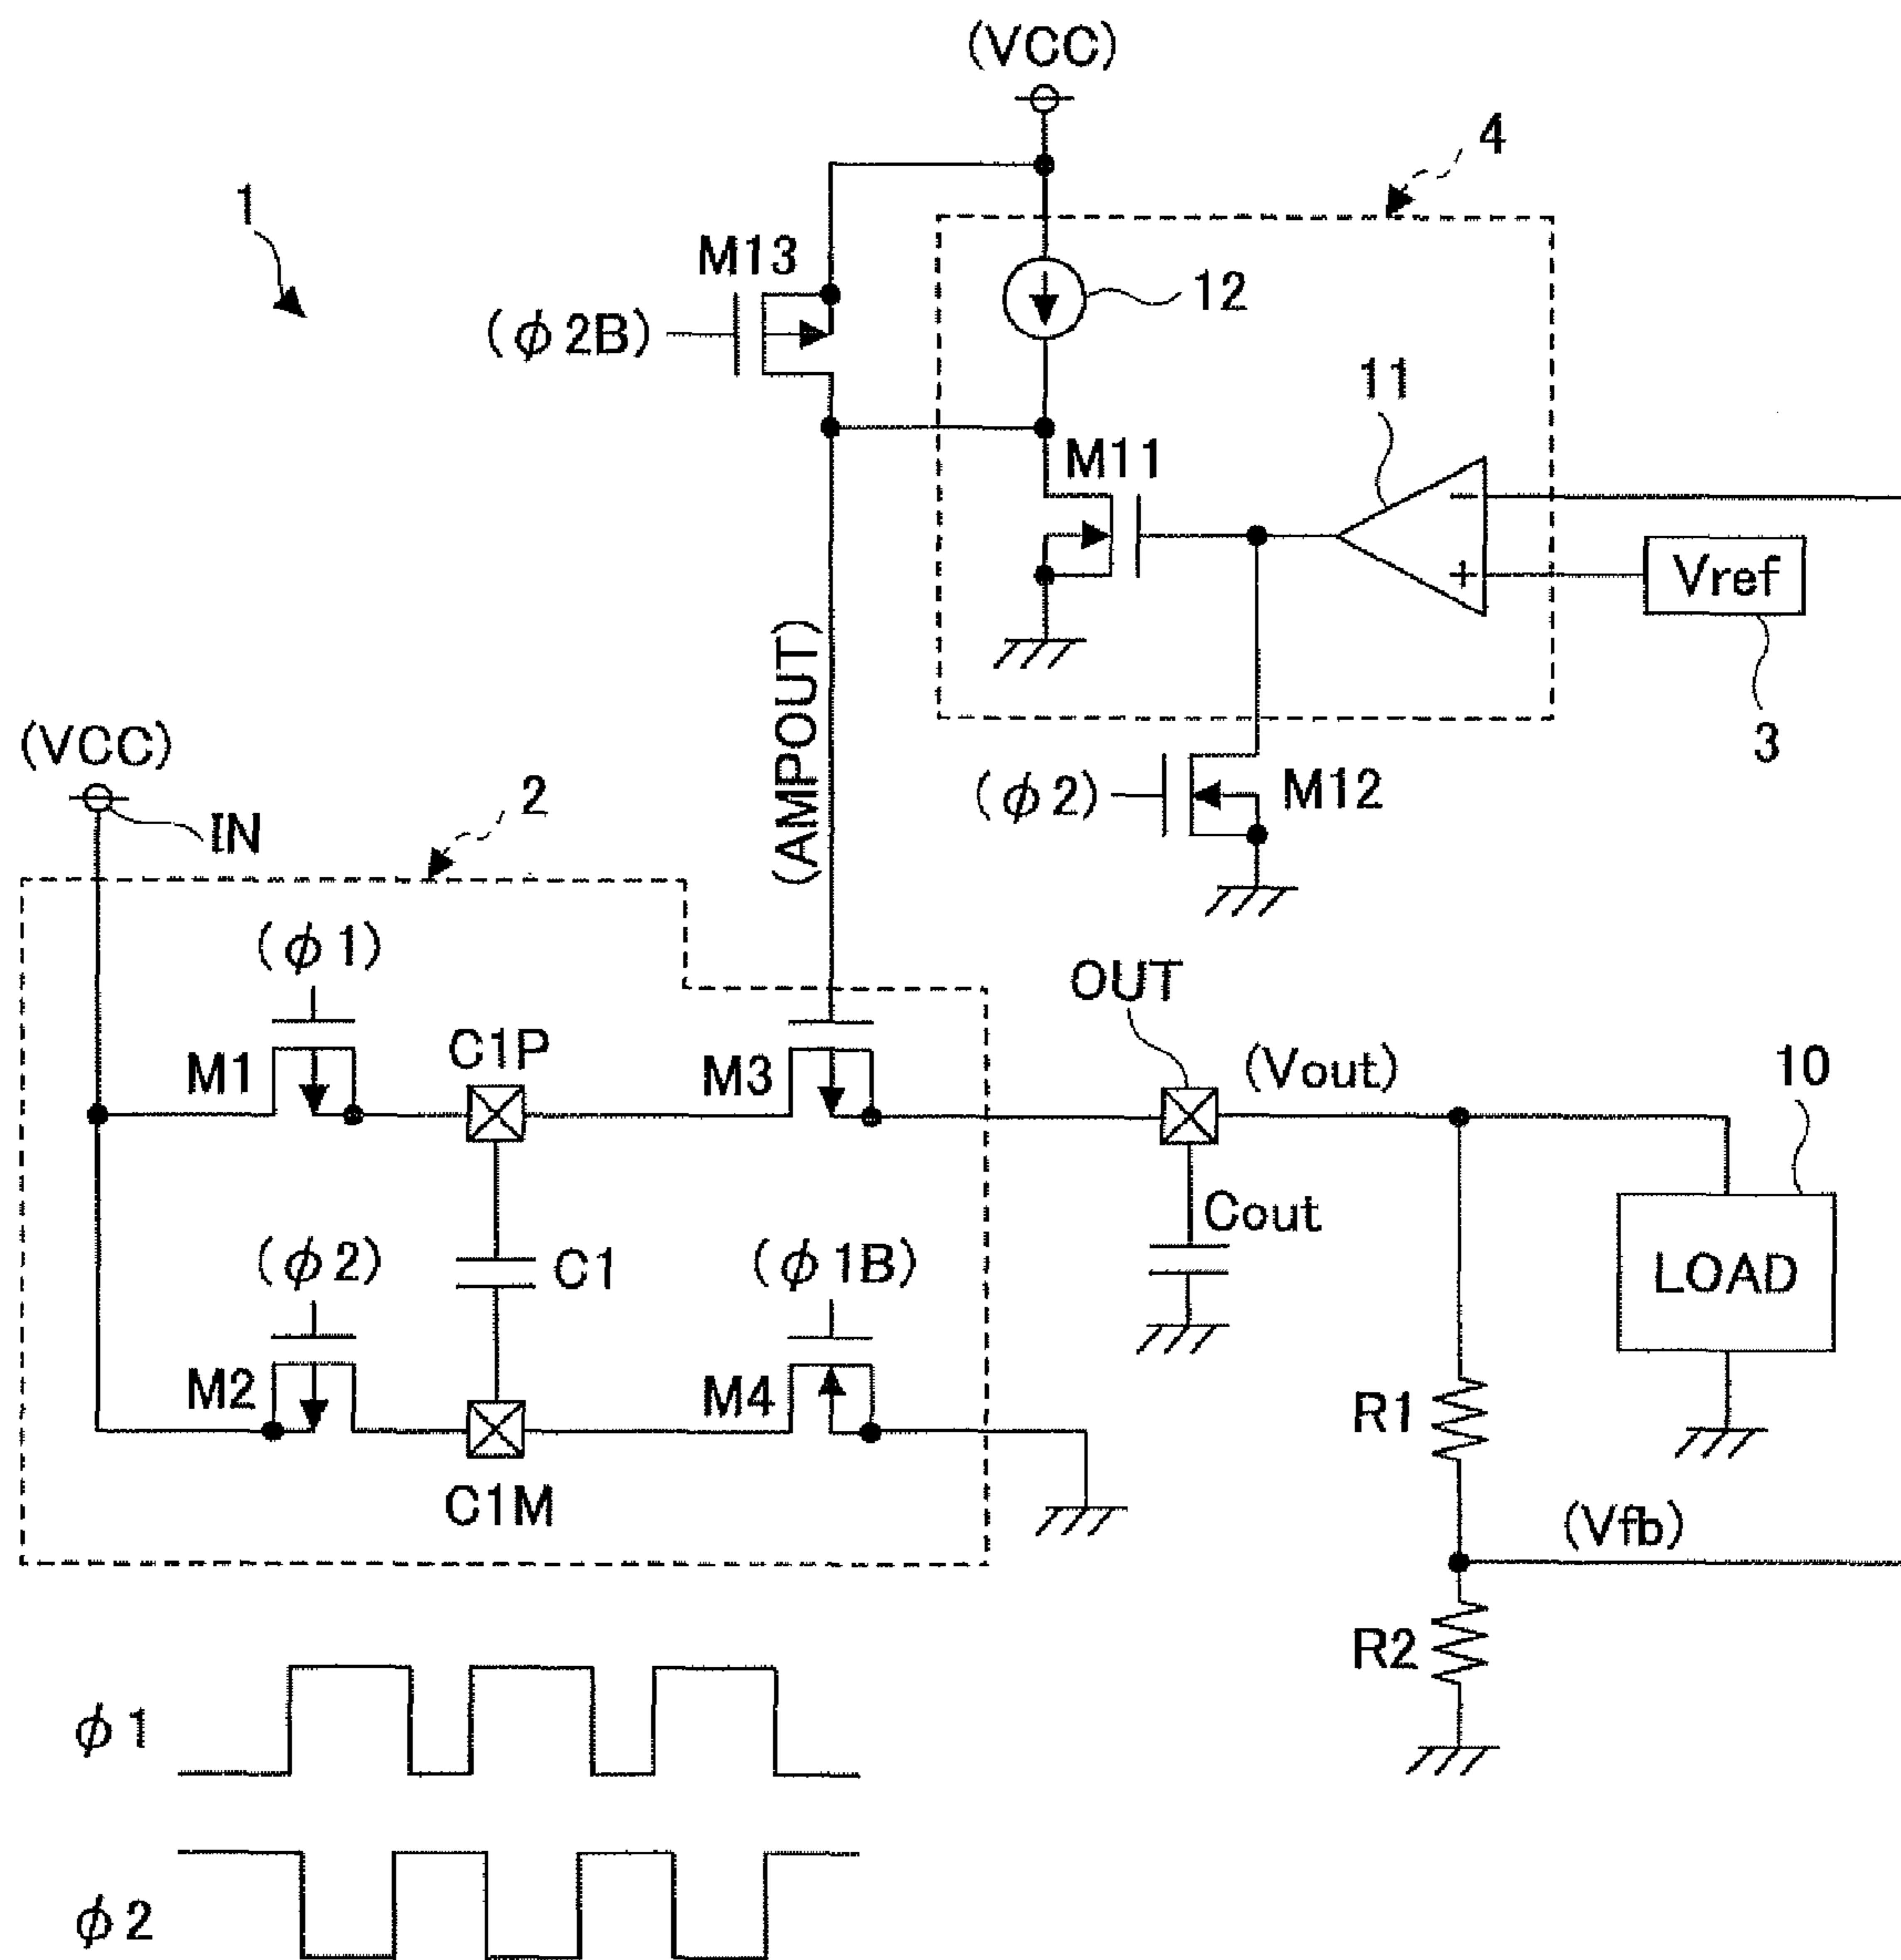 (VCC)
4
1
M13
12
(φ2B)
11
M11
−
+
Vref
3
(AMPOUT)
(VCC)
IN
2
(φ2)
M12
(φ1)
M1
C1P
M3
OUT
(Vout)
10
Cout
LOAD
(φ2)
C1
(φ1B)
M2
C1M
M4
R1
(Vfb)
R2
φ1
φ2